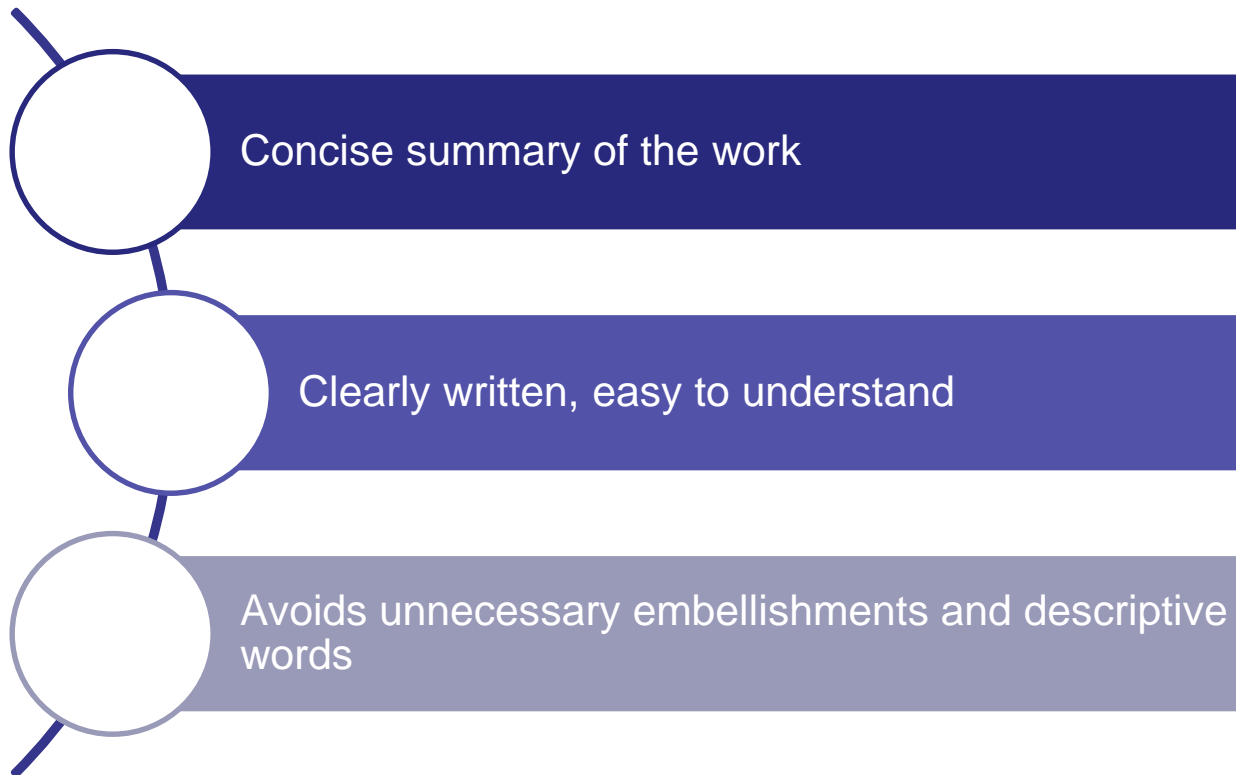 Concise summary of the work
Clearly written, easy to understand
Avoids unnecessary embellishments and descriptive
words